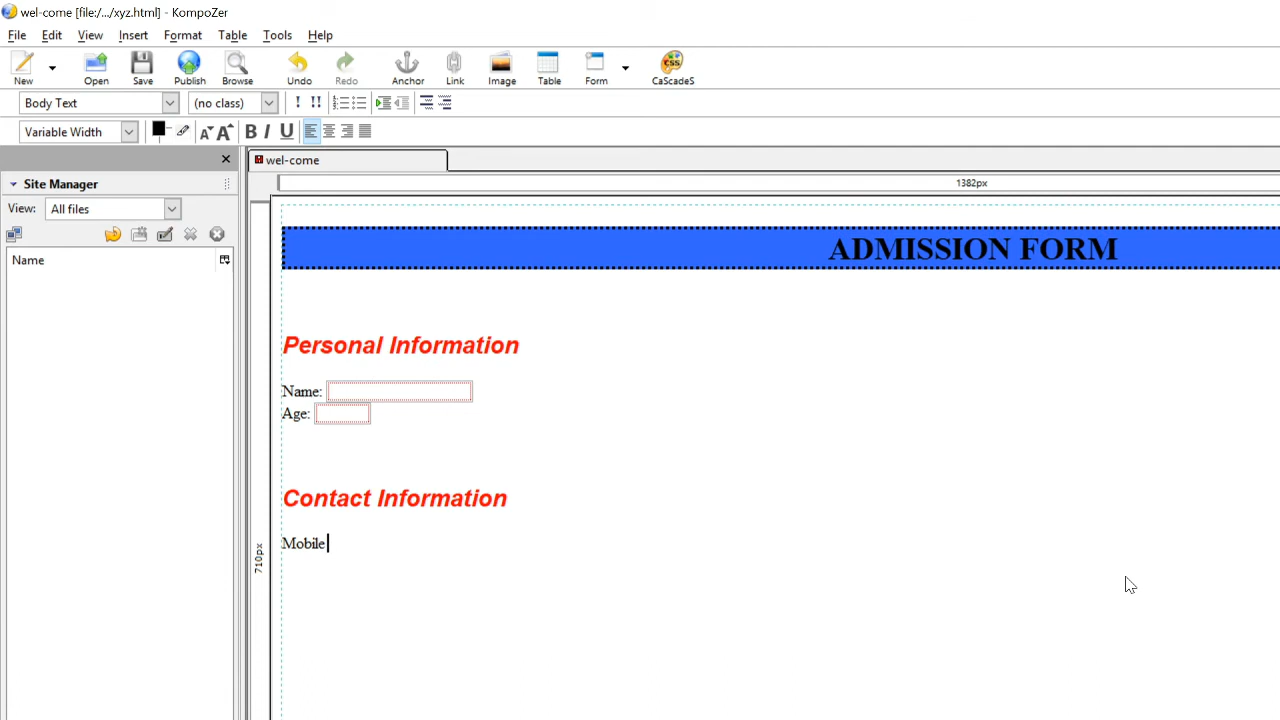 wel-come [file:/.../xyz.html] - KompoZer
File Edit View Insert Format Table Tools Help
New Open Save Publish Browse Undo Redo Anchor Link Image Table Form CaScadeS
Body Text (no class) ! !!
Variable Width A A B I U
wel-come
Site Manager
1382px
View: All files
Name
ADMISSION FORM
Personal Information
Name:
Age:
Contact Information
Mobile
710px